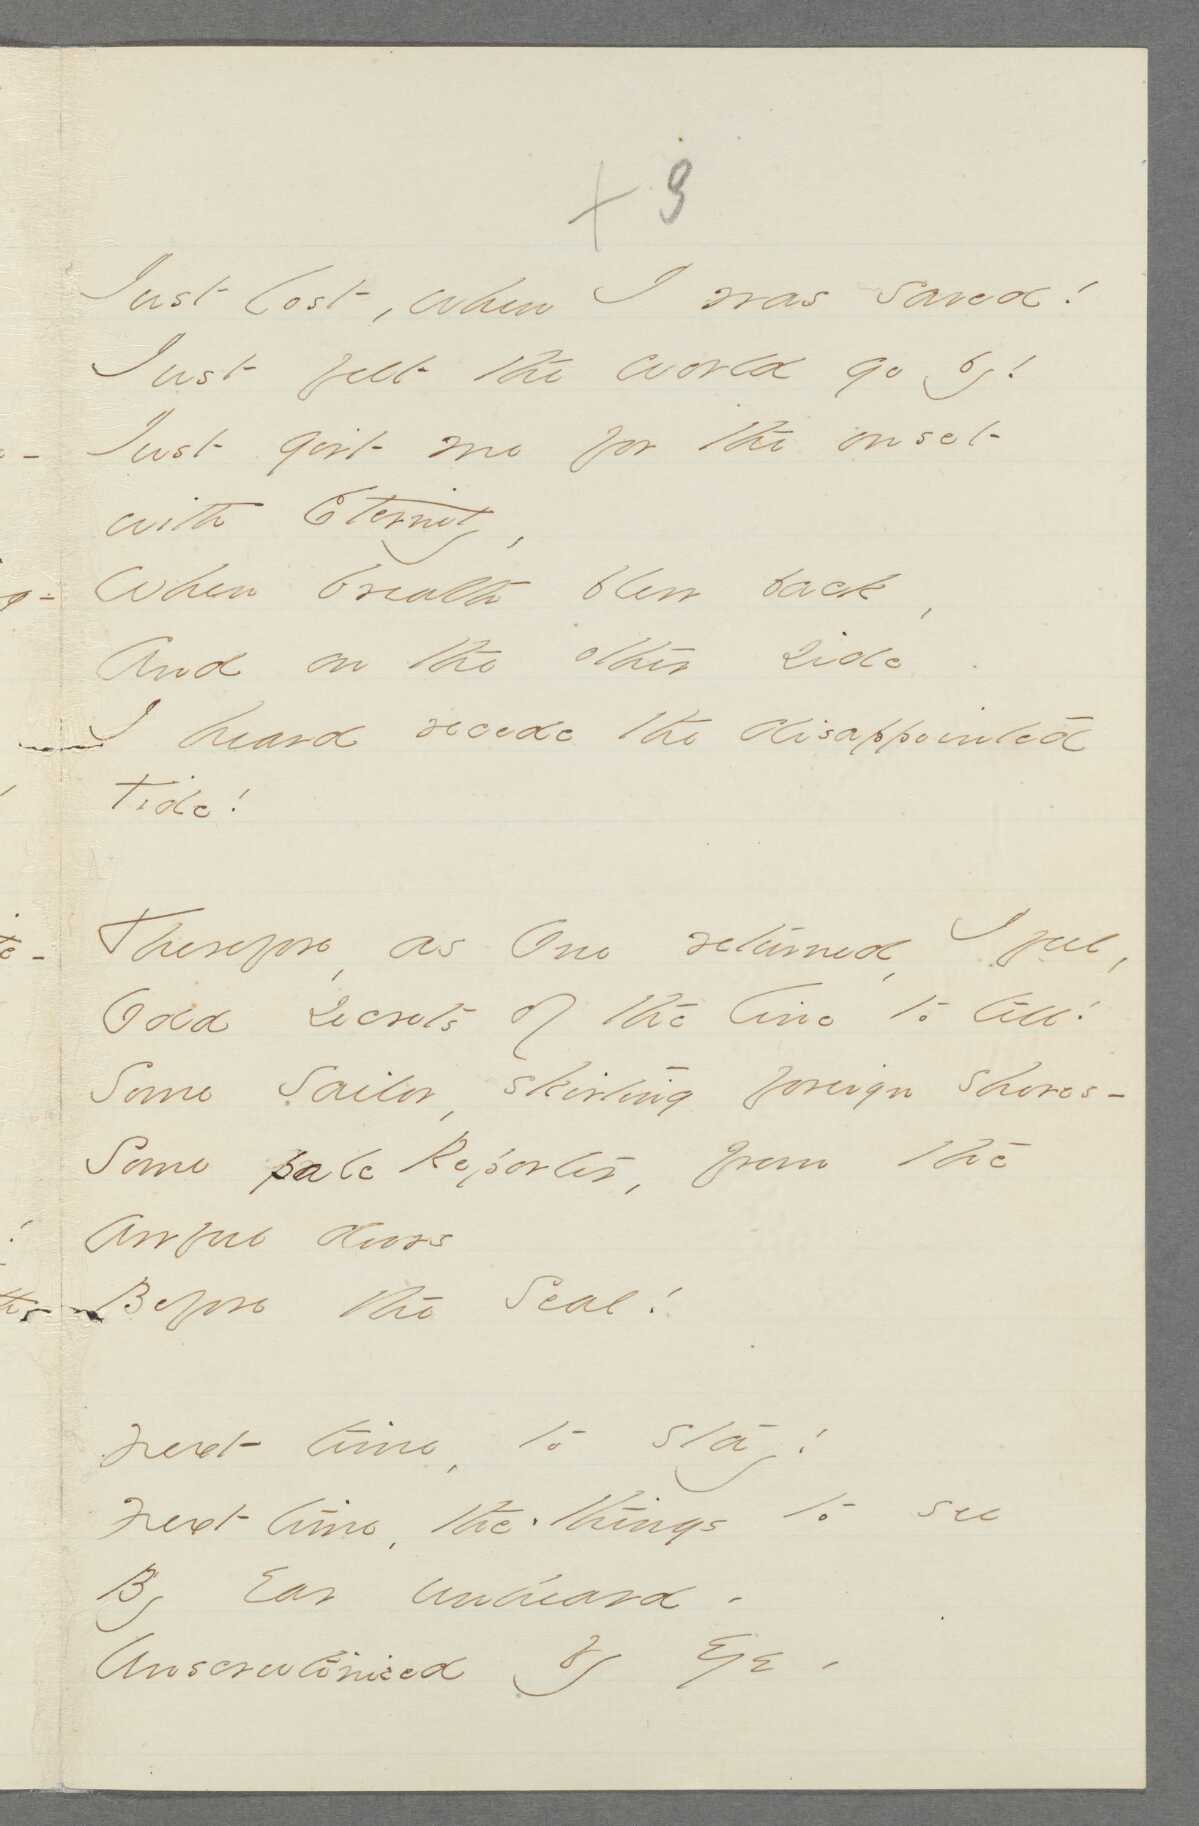 + 9
Just lost, when I was saved!
Just felt the world go by!
Just girt me for the onset
with Eternity,
When breath blew back,
And on the other side
I heard recede the disappointed
tide!
Therefore, as One returned, I feel,
Odd secrets of the line to tell!
Some Sailor, skirting foreign shores -
Some pale Reporter, from the
awful doors
Before the Seal!
Next time, to stay!
Next time, the things to see
By Ear unheard -
Unscrutinized by Eye -